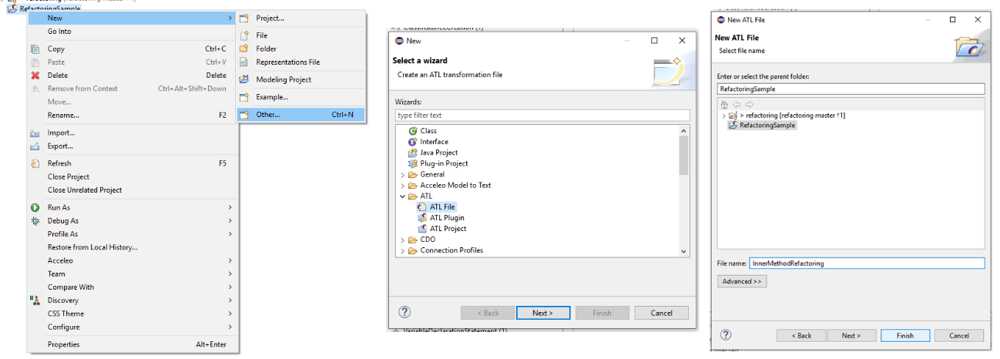 RefactoringSample
New
Go Into
Copy Ctrl+C
Paste Ctrl+V
Delete Delete
Remove from Context Ctrl+Alt+Shift+Down
Move...
Rename... F2
Import...
Export...
Refresh F5
Close Project
Close Unrelated Project
Run As
Debug As
Profile As
Restore from Local History...
Acceleo
Team
Compare With
Discovery
CSS Theme
Configure
Properties Alt+Enter
Project...
File
Folder
Representations File
Modeling Project
Example...
Other... Ctrl+N
New
Select a wizard
Create an ATL transformation file
Wizards:
type filter text
Class
Interface
Java Project
Plug-in Project
General
Acceleo Model to Text
ATL
ATL File
ATL Plugin
ATL Project
CDO
Connection Profiles
< Back Next > Finish Cancel
VariableDeclarationStatement (1)
New ATL File
New ATL File
Select file name
Enter or select the parent folder:
RefactoringSample
> refactoring [refactoring master ↑1]
RefactoringSample
File name: InnerMethodRefactoring
Advanced >>
< Back Next > Finish Cancel